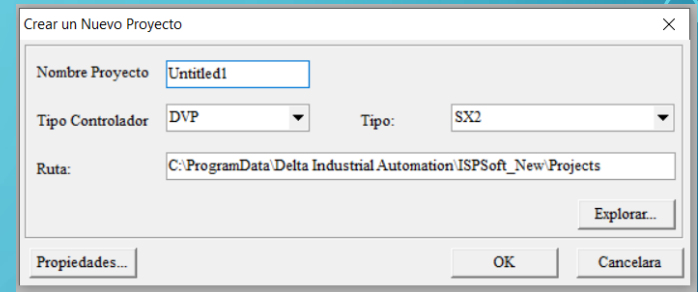 Crear un Nuevo Proyecto
Nombre Proyecto Untitled1
Tipo Controlador DVP Tipo: SX2
Ruta: C:\ProgramData\Delta Industrial Automation\ISPSoft_New\Projects
Explorar...
Propiedades... OK Cancelara